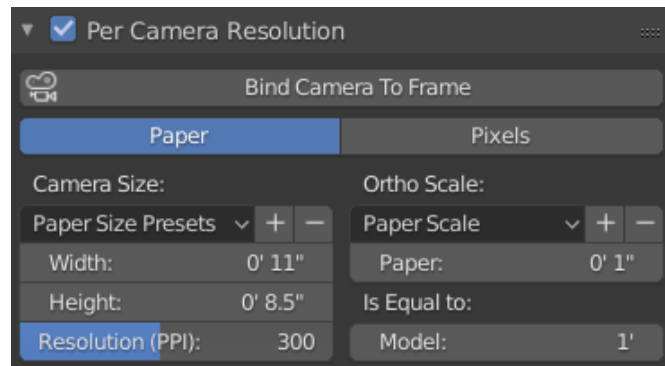 Per Camera Resolution
Bind Camera To Frame
Paper Pixels
Camera Size: Ortho Scale:
Paper Size Presets + − Paper Scale + −
Width: 0' 11" Paper: 0' 1"
Height: 0' 8.5" Is Equal to:
Resolution (PPI): 300 Model: 1'